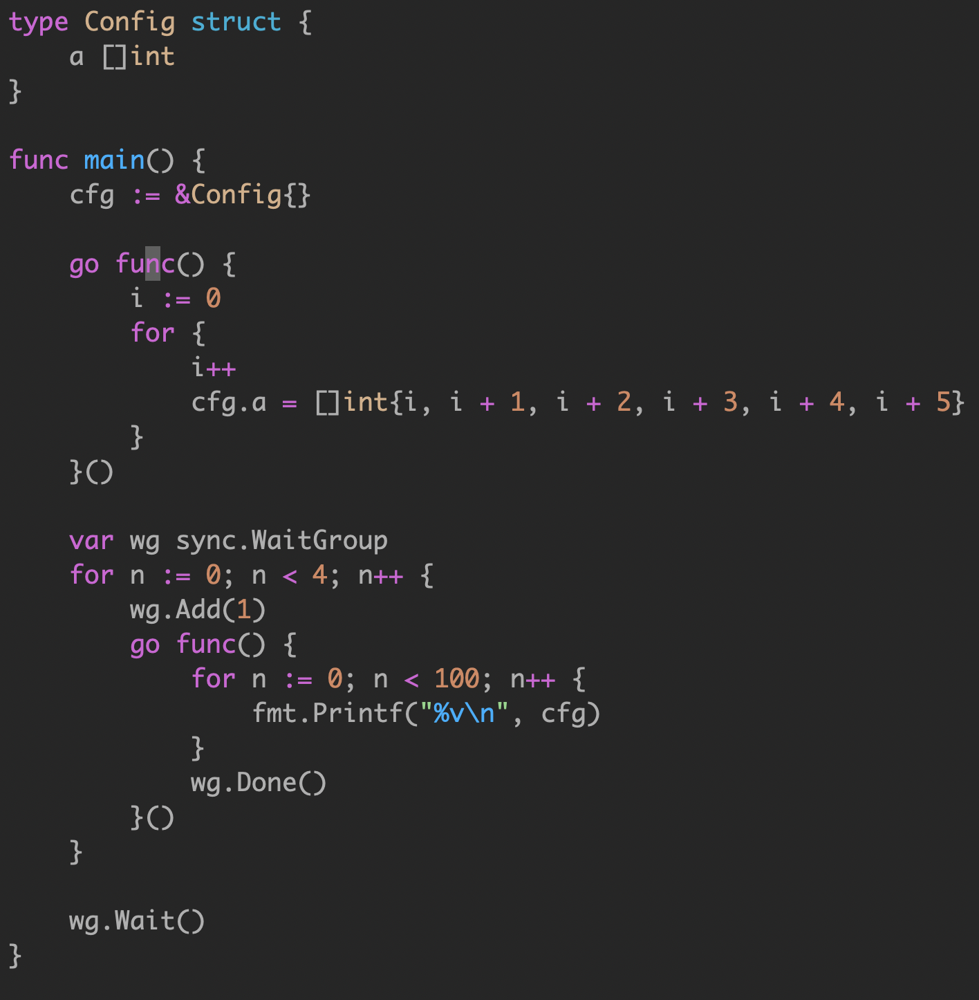 type Config struct {
    a []int
}

func main() {
    cfg := &Config{}

    go func() {
        i := 0
        for {
            i++
            cfg.a = []int{i, i + 1, i + 2, i + 3, i + 4, i + 5}
        }
    }()

    var wg sync.WaitGroup
    for n := 0; n < 4; n++ {
        wg.Add(1)
        go func() {
            for n := 0; n < 100; n++ {
                fmt.Printf("%v\n", cfg)
            }
            wg.Done()
        }()
    }

    wg.Wait()
}